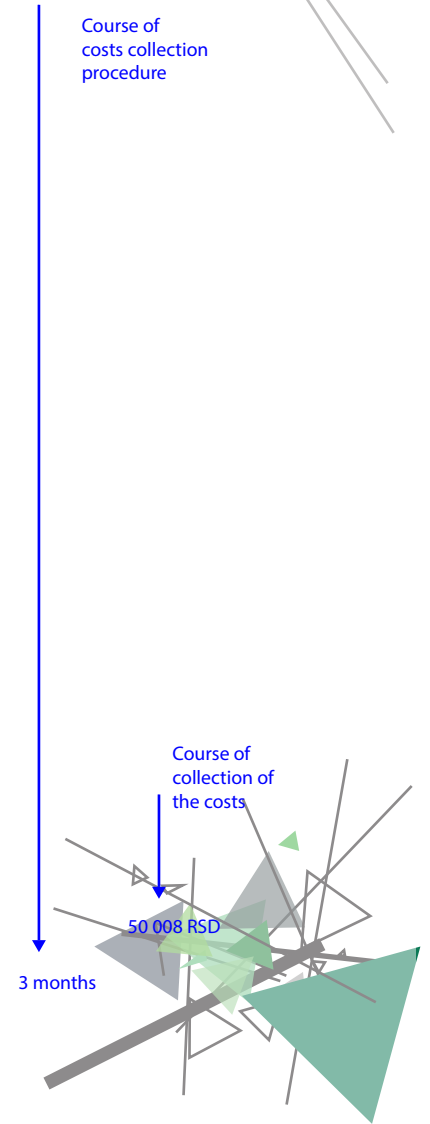 Course of
costs collection
procedure
Course of
collection of
the costs
50 008 RSD
3 months